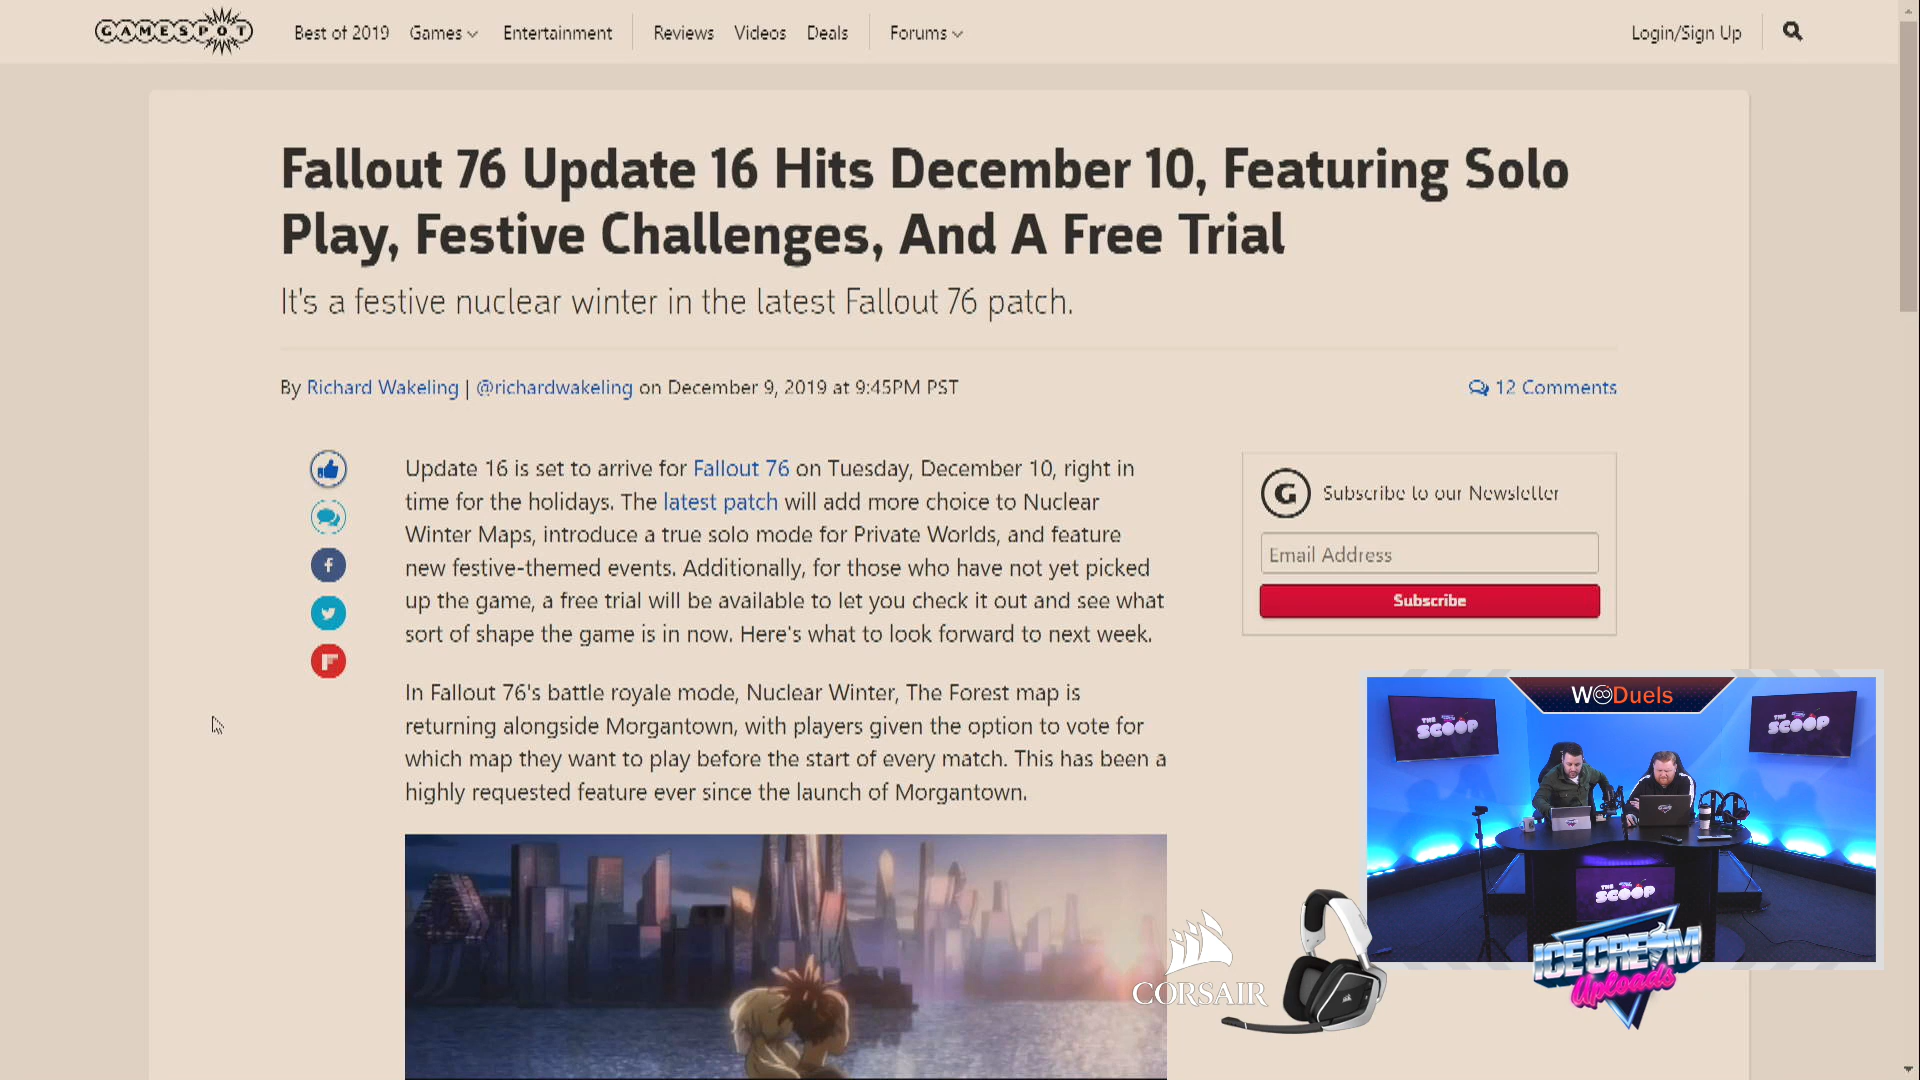 GAMESPOT
Best of 2019
Games
Entertainment
Reviews
Videos
Deals
Forums
Login/Sign Up
Fallout 76 Update 16 Hits December 10, Featuring Solo
Play, Festive Challenges, And A Free Trial
It's a festive nuclear winter in the latest Fallout 76 patch.
By Richard Wakeling | @richardwakeling on December 9, 2019 at 9:45PM PST
12 Comments
Update 16 is set to arrive for Fallout 76 on Tuesday, December 10, right in
time for the holidays. The latest patch will add more choice to Nuclear
Winter Maps, introduce a true solo mode for Private Worlds, and feature
new festive-themed events. Additionally, for those who have not yet picked
up the game, a free trial will be available to let you check it out and see what
sort of shape the game is in now. Here's what to look forward to next week.
In Fallout 76's battle royale mode, Nuclear Winter, The Forest map is
returning alongside Morgantown, with players given the option to vote for
which map they want to play before the start of every match. This has been a
highly requested feature ever since the launch of Morgantown.
G
Subscribe to our Newsletter
Email Address
Subscribe
W∞Duels
THE
SCOOP
THE
SCOOP
THE
SCOOP
CORSAIR
ICE CREAM
Uploads